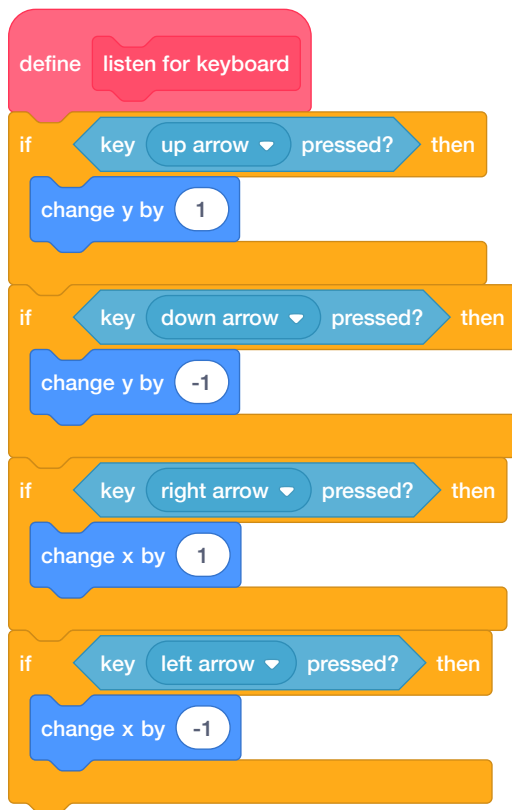 define listen for keyboard
if key up arrow pressed? then
change y by 1
if key down arrow pressed? then
change y by -1
if key right arrow pressed? then
change x by 1
if key left arrow pressed? then
change x by -1